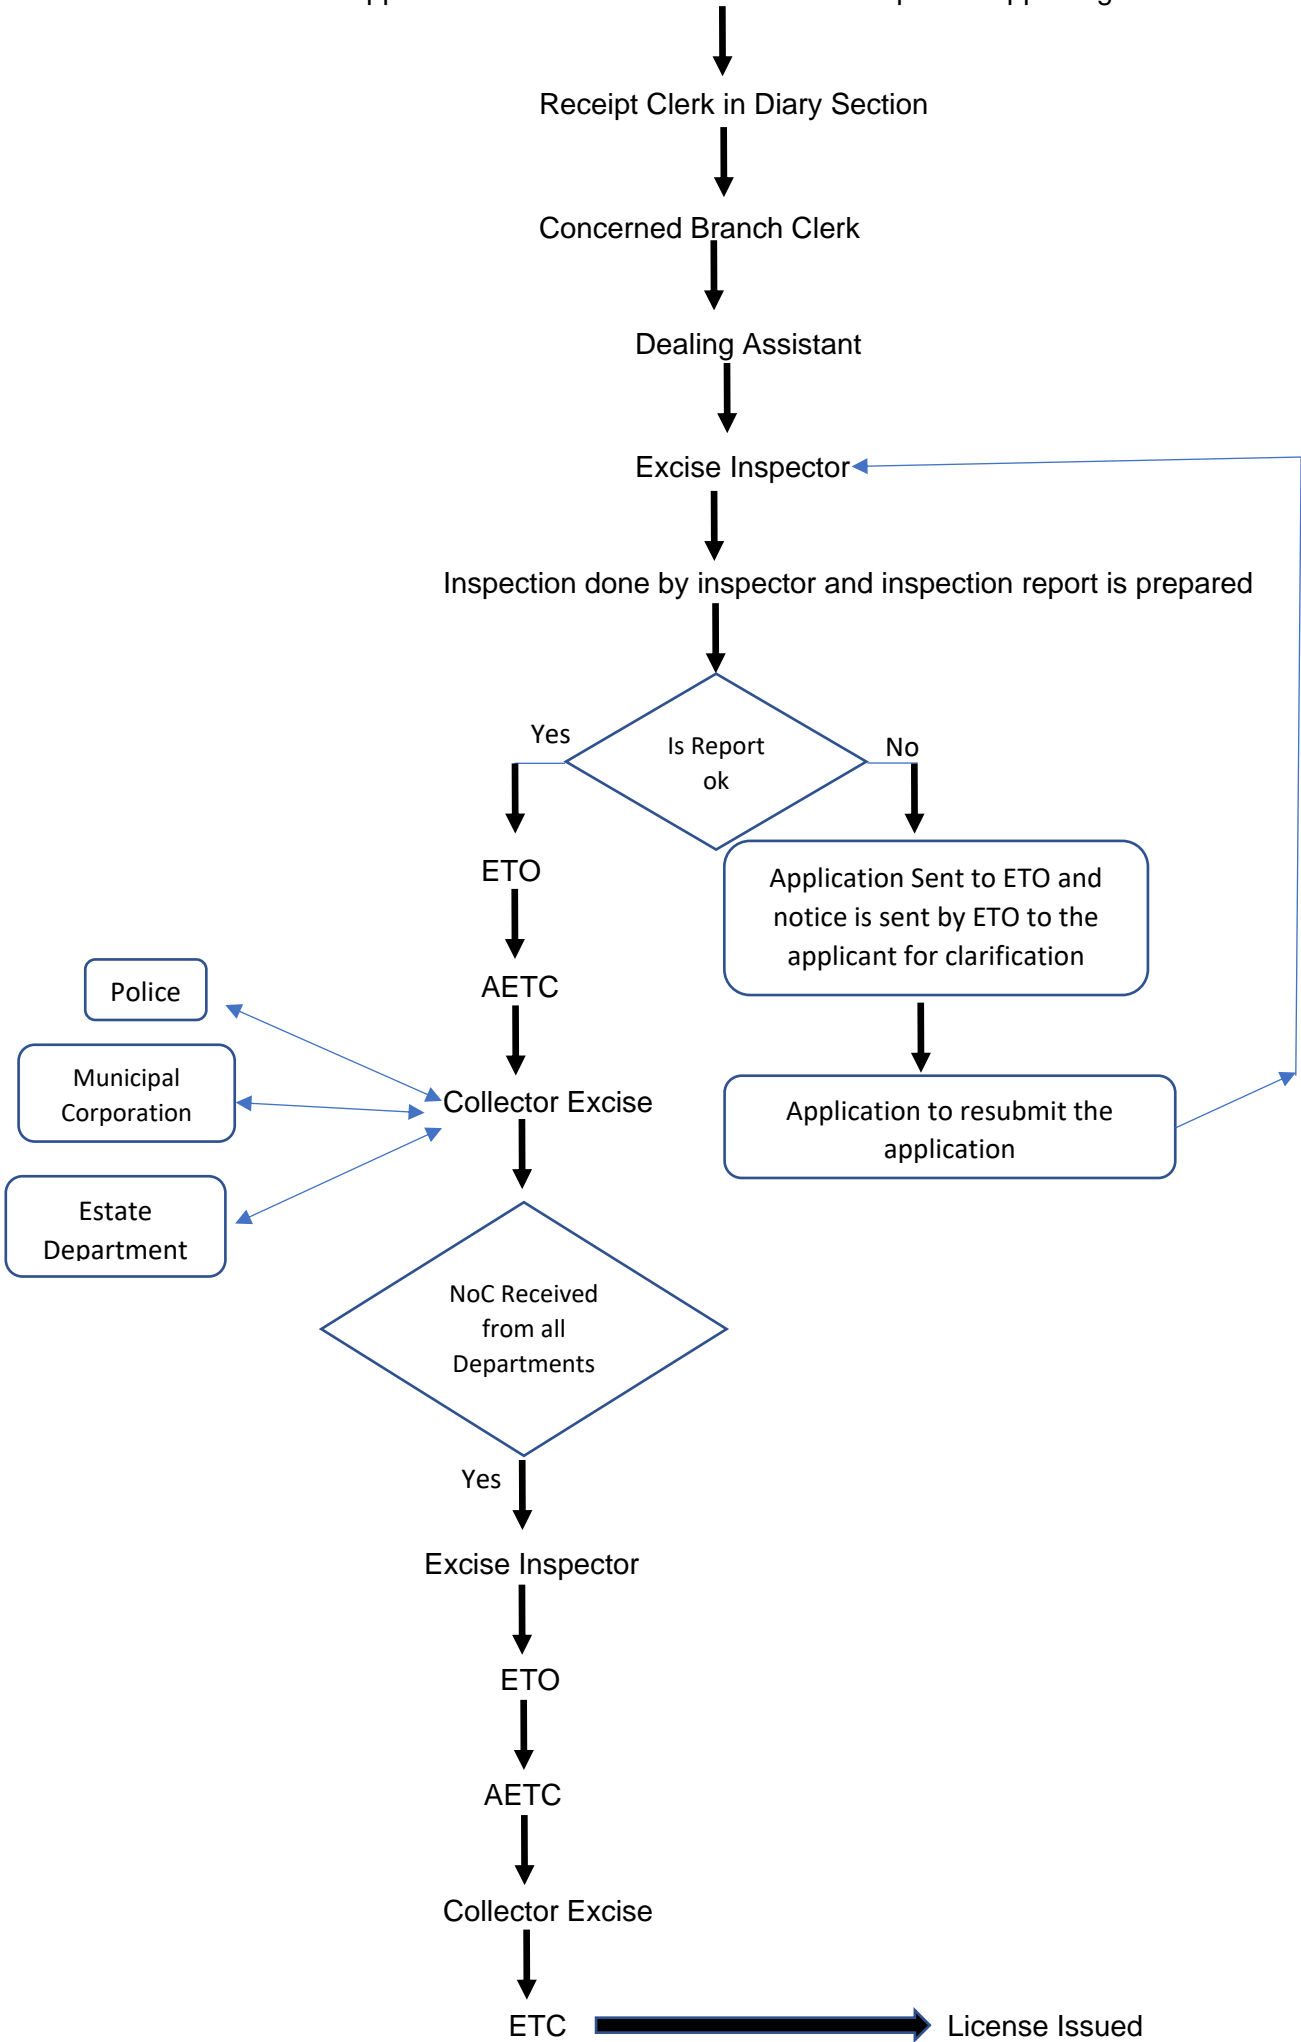 Receipt Clerk in Diary Section
Concerned Branch Clerk
Dealing Assistant
Excise Inspector
Inspection done by inspector and inspection report is prepared
Yes
Is Report
ok
No
ETO
Application Sent to ETO and
notice is sent by ETO to the
applicant for clarification
AETC
Police
Municipal
Corporation
Collector Excise
Application to resubmit the
application
Estate
Department
NoC Received
from all
Departments
Yes
Excise Inspector
ETO
AETC
Collector Excise
ETC
License Issued